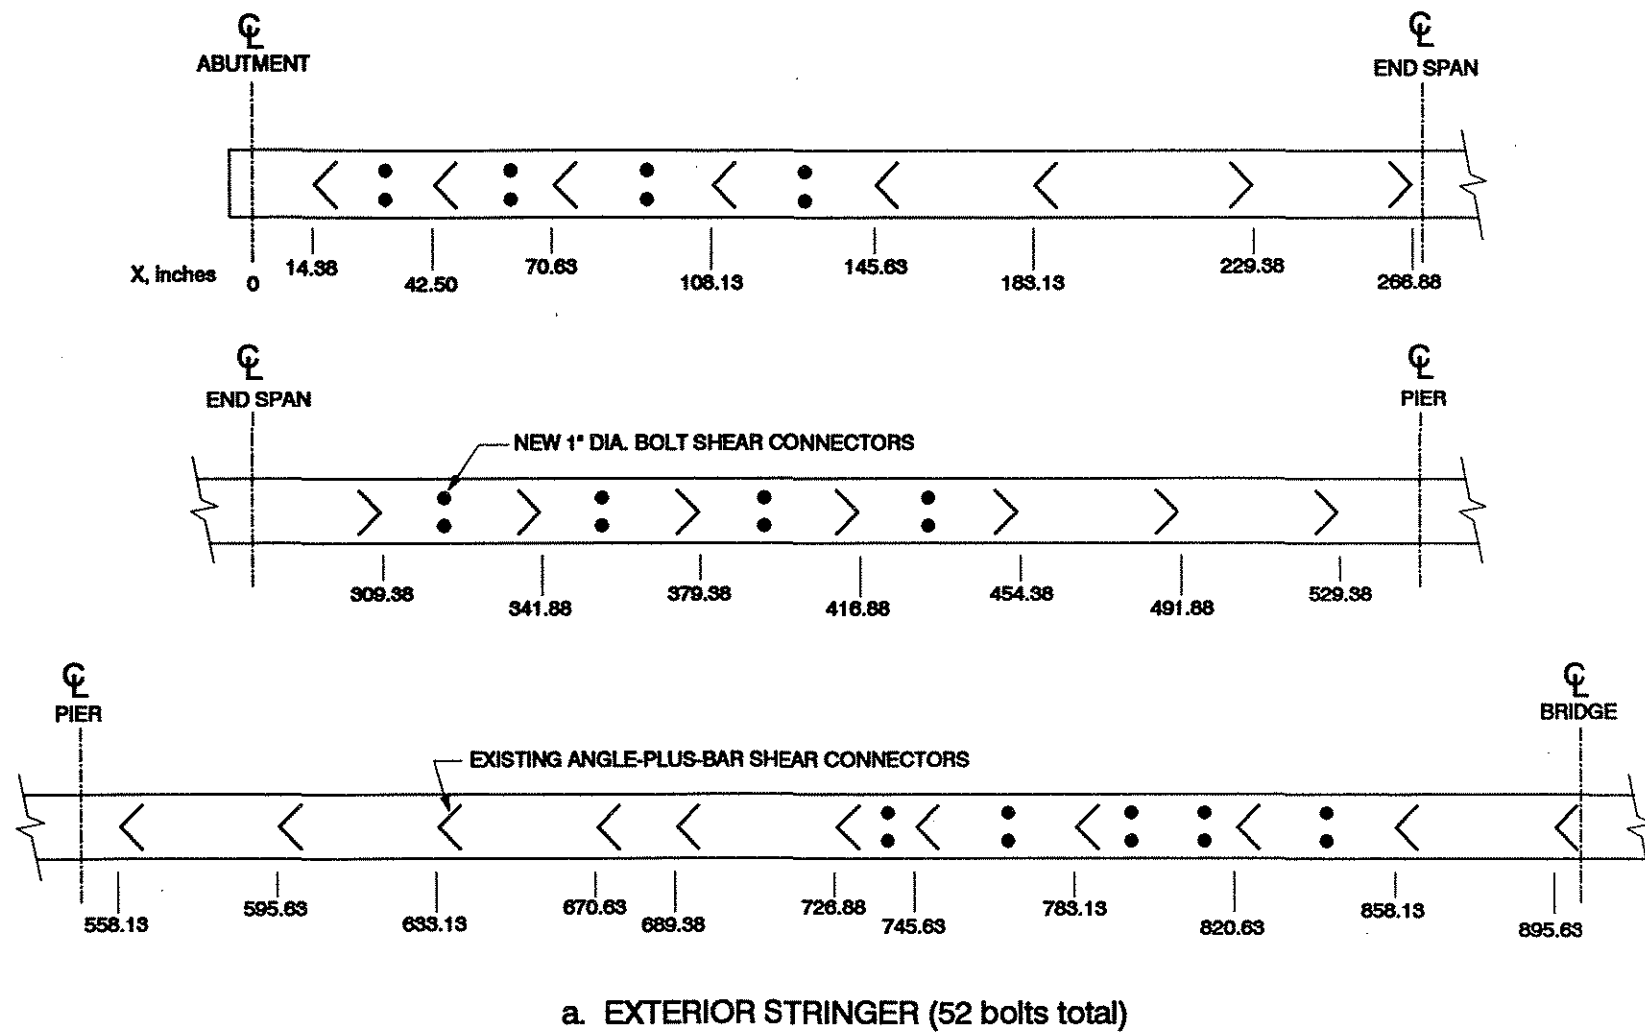 ℄ ℄
ABUTMENT END SPAN
X, inches 0 14.38 42.50 70.63 108.13 145.63 183.13 229.38 266.88
℄ ℄
END SPAN PIER
NEW 1" DIA. BOLT SHEAR CONNECTORS
309.38 341.88 379.38 416.88 454.38 491.88 529.38
℄ ℄
PIER BRIDGE
EXISTING ANGLE-PLUS-BAR SHEAR CONNECTORS
558.13 595.63 633.13 670.63 689.38 726.88 745.63 783.13 820.63 858.13 895.63
a. EXTERIOR STRINGER (52 bolts total)